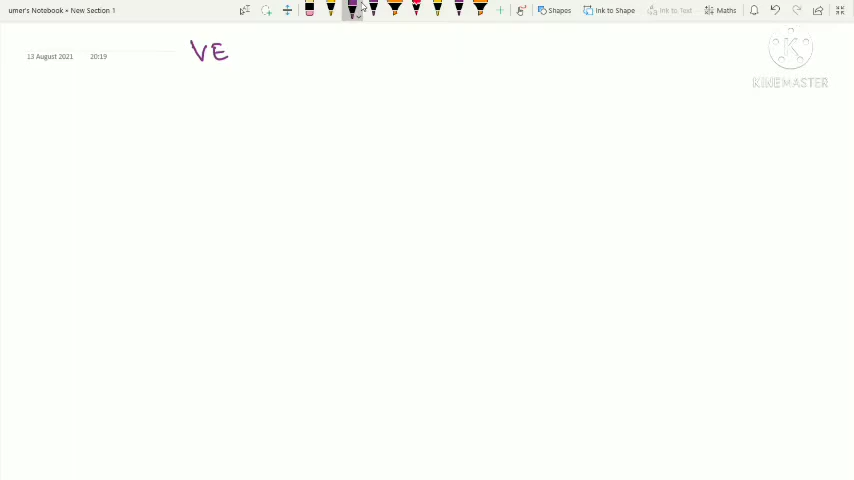 umer's Notebook • New Section 1
Shapes Ink to Shape Ink to Text Maths
VE
13 August 2021 20:19
K
KINEMASTER